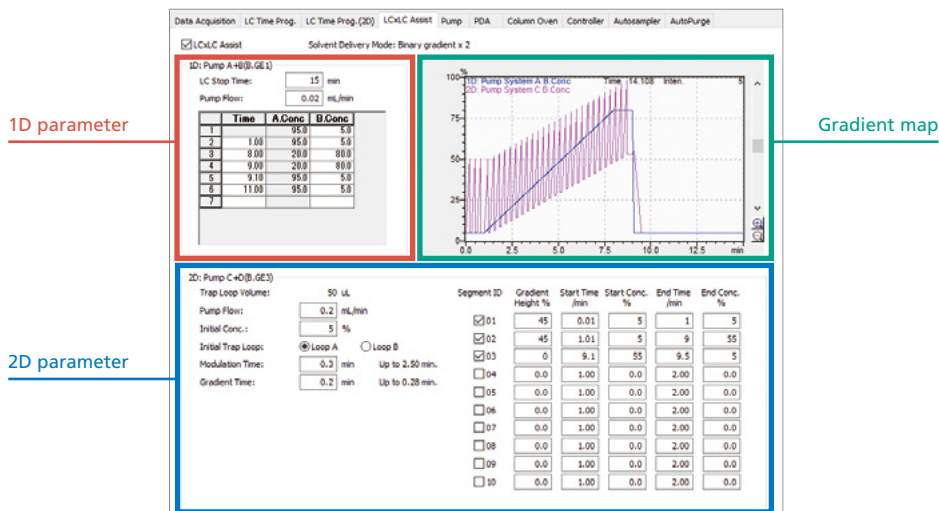 Data Acquisition LC Time Prog. LC Time Prog.(2D) LCxLC Assist Pump PDA Column Oven Controller Autosampler AutoPurge
LCxLC Assist Solvent Delivery Mode: Binary gradient x 2
1D: Pump A+B(B.GE1)
LC Stop Time: 15 min
Pump Flow: 0.02 mL/min
Time A.Conc B.Conc
1 95.0 5.0
2 1.00 95.0 5.0
3 8.00 20.0 80.0
4 9.00 20.0 80.0
5 9.10 95.0 5.0
6 11.00 95.0 5.0
7
1D parameter
%
1D: Pump System A B.Conc Time 14.108 Inten. 5
2D: Pump System C B.Conc
100
75
50
25
0
0.0 2.5 5.0 7.5 10.0 12.5 min
Gradient map
2D: Pump C+D(B.GE3)
Trap Loop Volume: 50 uL
Pump Flow: 0.2 mL/min
Initial Conc.: 5 %
Initial Trap Loop: Loop A Loop B
Modulation Time: 0.3 min Up to 2.50 min.
Gradient Time: 0.2 min Up to 0.28 min.
2D parameter
Segment ID Gradient Start Time Start Conc. End Time End Conc.
Height % /min % /min %
01 45 0.01 5 1 5
02 45 1.01 5 9 55
03 0 9.1 55 9.5 5
04 0.0 1.00 0.0 2.00 0.0
05 0.0 1.00 0.0 2.00 0.0
06 0.0 1.00 0.0 2.00 0.0
07 0.0 1.00 0.0 2.00 0.0
08 0.0 1.00 0.0 2.00 0.0
09 0.0 1.00 0.0 2.00 0.0
10 0.0 1.00 0.0 2.00 0.0